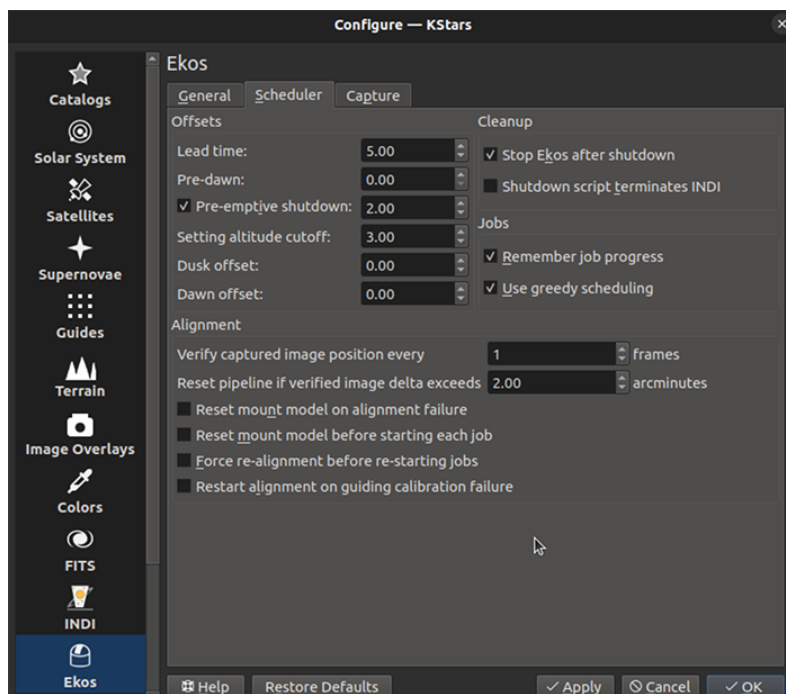 Configure — KStars
Catalogs
Solar System
Satellites
Supernovae
Guides
Terrain
Image Overlays
Colors
FITS
INDI
Ekos
Ekos
General Scheduler Capture
Offsets
Lead time: 5.00
Pre-dawn: 0.00
Pre-emptive shutdown: 2.00
Setting altitude cutoff: 3.00
Dusk offset: 0.00
Dawn offset: 0.00
Cleanup
Stop Ekos after shutdown
Shutdown script terminates INDI
Jobs
Remember job progress
Use greedy scheduling
Alignment
Verify captured image position every 1 frames
Reset pipeline if verified image delta exceeds 2.00 arcminutes
Reset mount model on alignment failure
Reset mount model before starting each job
Force re-alignment before re-starting jobs
Restart alignment on guiding calibration failure
Help Restore Defaults Apply Cancel OK